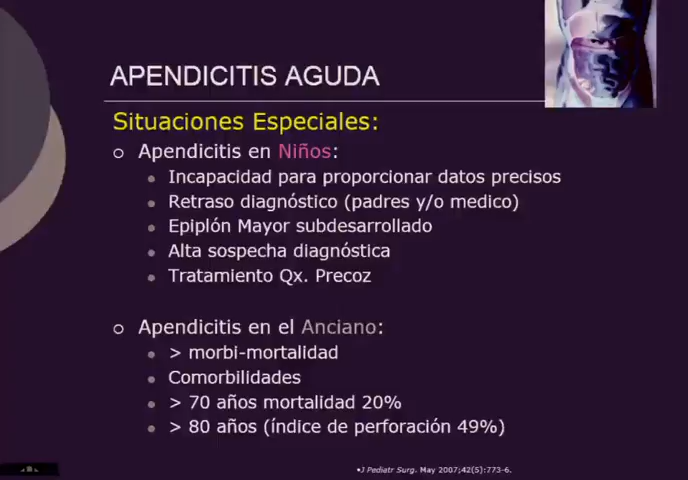 APENDICITIS AGUDA
Situaciones Especiales:
Apendicitis en Niños:
Incapacidad para proporcionar datos precisos
Retraso diagnóstico (padres y/o medico)
Epiplón Mayor subdesarrollado
Alta sospecha diagnóstica
Tratamiento Qx. Precoz
Apendicitis en el Anciano:
> morbi-mortalidad
Comorbilidades
> 70 años mortalidad 20%
> 80 años (índice de perforación 49%)
•J Pediatr Surg. May 2007;42(5):773-6.